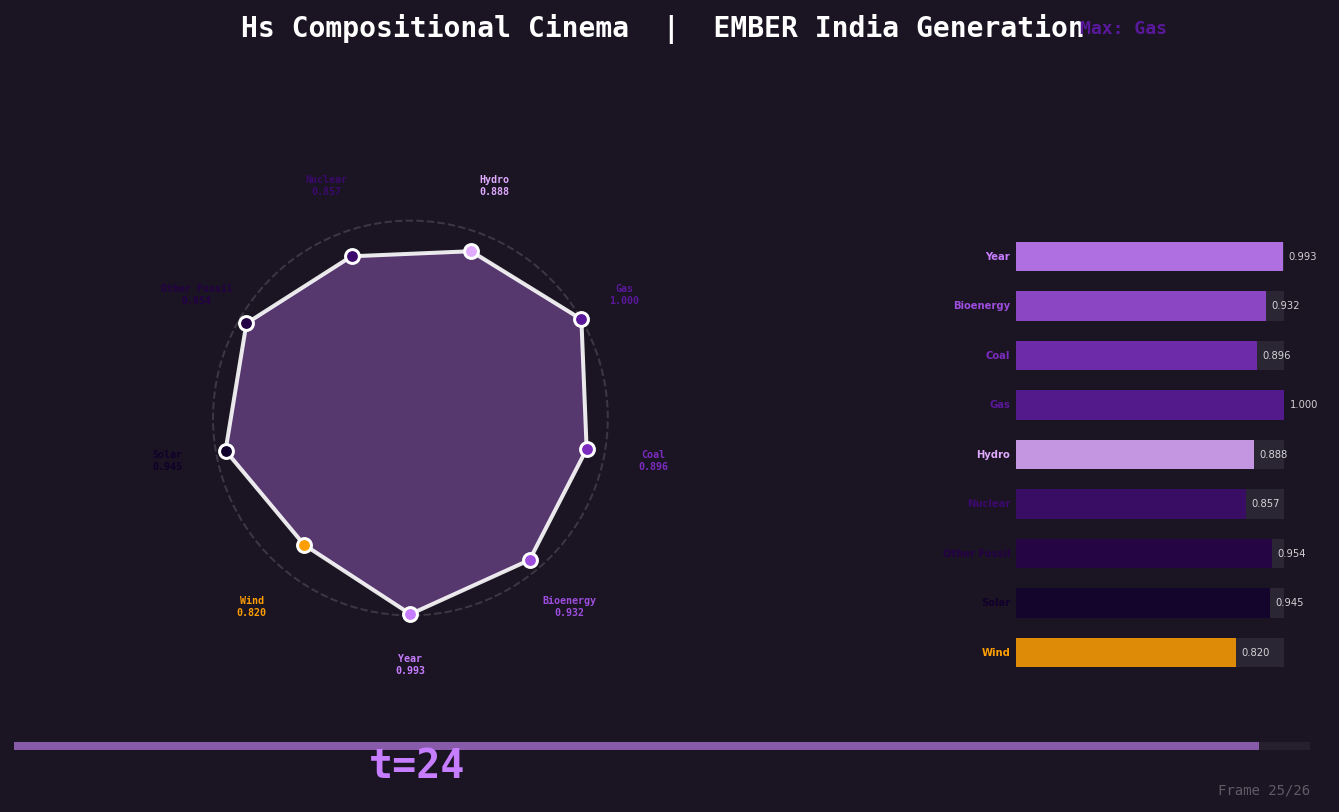 Hs Compositional Cinema | EMBER India Generation
Max: Gas
Nuclear
0.857
Hydro
0.888
Other Fossil
0.954
Gas
1.000
Solar
0.945
Coal
0.896
Wind
0.820
Bioenergy
0.932
Year
0.993
Year 0.993
Bioenergy 0.932
Coal 0.896
Gas 1.000
Hydro 0.888
Nuclear 0.857
Other Fossil 0.954
Solar 0.945
Wind 0.820
t=24
Frame 25/26